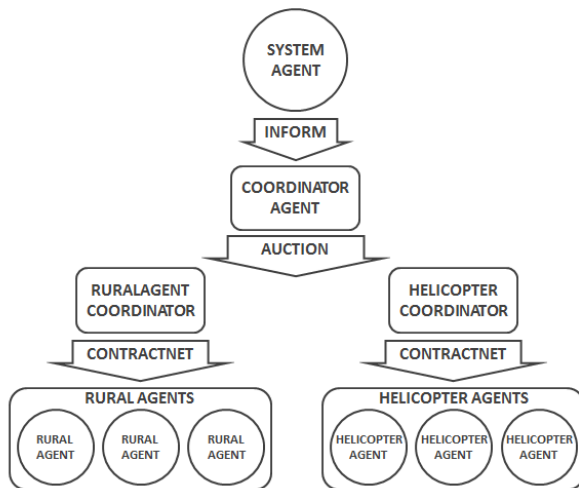 SYSTEM
AGENT
INFORM
COORDINATOR
AGENT
AUCTION
RURALAGENT
COORDINATOR
HELICOPTER
COORDINATOR
CONTRACTNET
CONTRACTNET
RURAL AGENTS
RURAL
AGENT
RURAL
AGENT
RURAL
AGENT
HELICOPTER AGENTS
HELICOPTER
AGENT
HELICOPTER
AGENT
HELICOPTER
AGENT